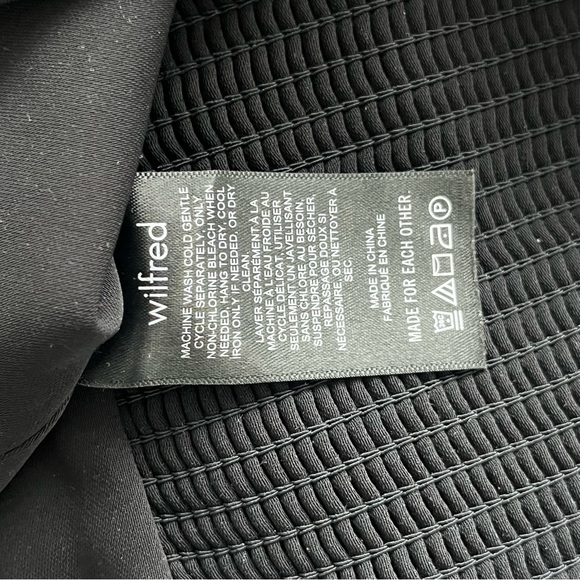 wilfred
MACHINE WASH COLD GENTLE
CYCLE SEPARATELY. ONLY
NON-CHLORINE BLEACH WHEN
NEEDED. HANG TO DRY. COOL
IRON ONLY IF NEEDED, OR DRY
CLEAN.
LAVER SÉPAREMENT À LA
MACHINE À L'EAU FROIDE AU
CYCLE DÉLICAT. UTILISER
SEULEMENT UN JAVELLISANT
SANS CHLORE AU BESOIN.
SUSPENDRE POUR SÉCHER.
REPASSAGE DOUX SI
NÉCESSAIRE, OU NETTOYER À
SEC.
MADE IN CHINA
FABRIQUÉ EN CHINE
MADE FOR EACH OTHER.
P